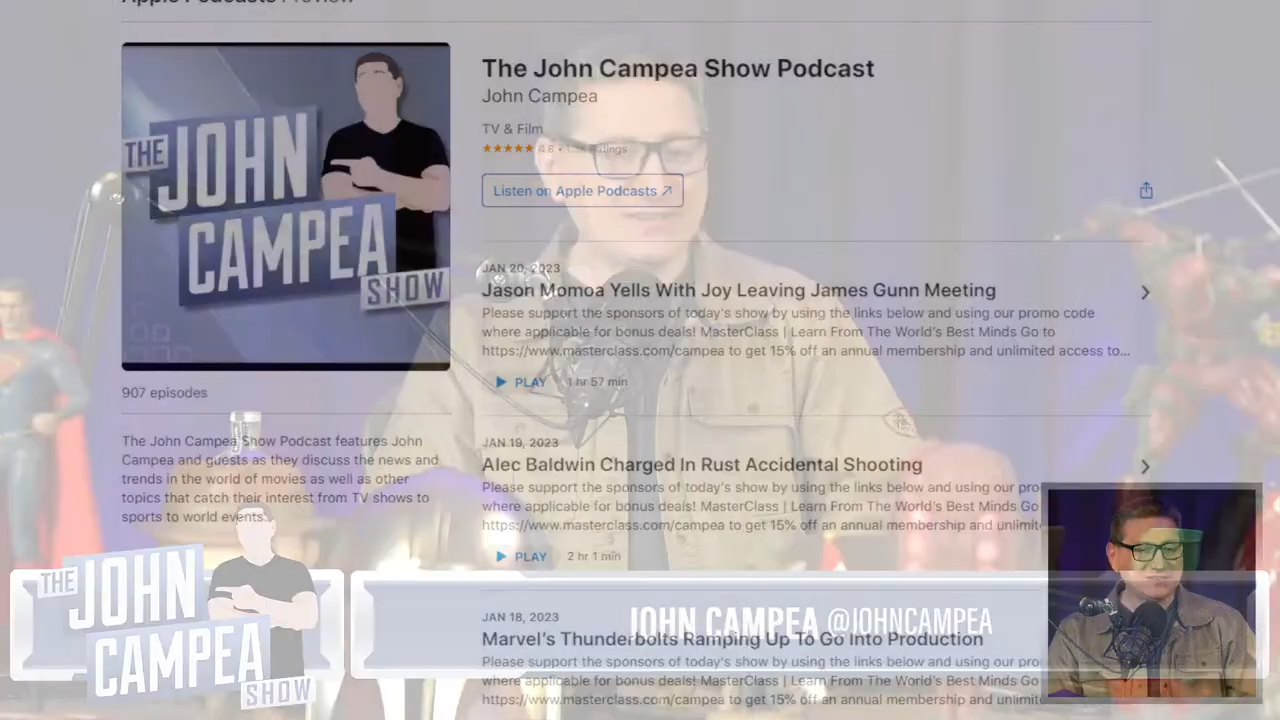 Apple Podcasts Preview
THE
JOHN
CAMPEA
SHOW
The John Campea Show Podcast
John Campea
TV & Film
★★★★★ 4.8 • Ratings
Listen on Apple Podcasts ↗
907 episodes
The John Campea Show Podcast features John
Campea and guests as they discuss the news and
trends in the world of movies as well as other
topics that catch their interest from TV shows to
sports to world events.
JAN 20, 2023
Jason Momoa Yells With Joy Leaving James Gunn Meeting
Please support the sponsors of today's show by using the links below and using our promo code
where applicable for bonus deals! MasterClass | Learn From The World's Best Minds Go to
https://www.masterclass.com/campea to get 15% off an annual membership and unlimited access to...
PLAY 1 hr 57 min
JAN 19, 2023
Alec Baldwin Charged In Rust Accidental Shooting
Please support the sponsors of today's show by using the links below and using our pro
where applicable for bonus deals! MasterClass | Learn From The World's Best Minds Go
https://www.masterclass.com/campea to get 15% off an annual membership and unlimite
PLAY 2 hr 1 min
JAN 18, 2023
Marvel's Thunderbolts Ramping Up To Go Into Production
Please support the sponsors of today's show by using the links below and using our pro
where applicable for bonus deals! MasterClass | Learn From The World's Best Minds Go
https://www.masterclass.com/campea to get 15% off an annual membership and unlimite
THE
JOHN
CAMPEA
SHOW
JOHN CAMPEA @JOHNCAMPEA